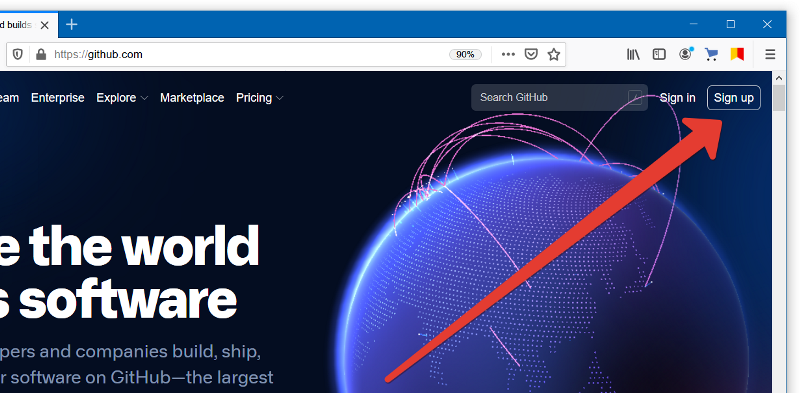 d builds
https://github.com
90%
eam Enterprise Explore Marketplace Pricing
Search GitHub /
Sign in Sign up
e the world
s software
pers and companies build, ship,
r software on GitHub—the largest